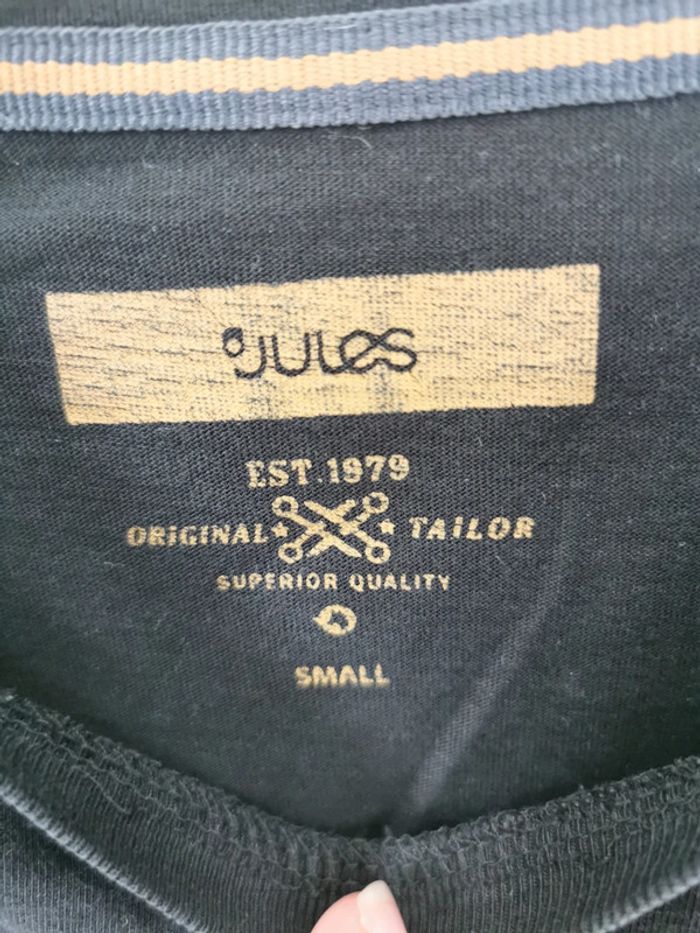 JULES
EST.1979
ORIGINAL TAILOR
SUPERIOR QUALITY
SMALL